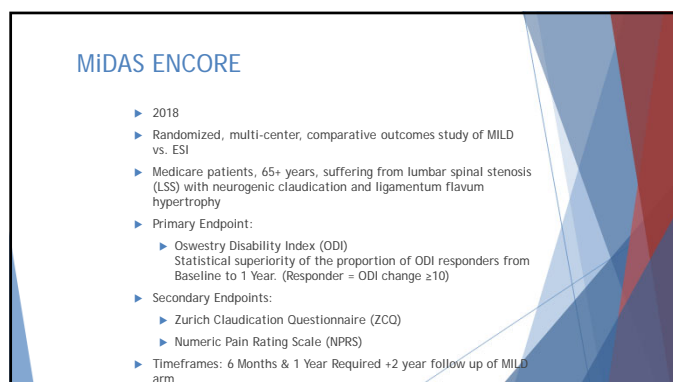 MiDAS ENCORE
2018
Randomized, multi-center, comparative outcomes study of MILD
vs. ESI
Medicare patients, 65+ years, suffering from lumbar spinal stenosis
(LSS) with neurogenic claudication and ligamentum flavum
hypertrophy
Primary Endpoint:
Oswestry Disability Index (ODI)
Statistical superiority of the proportion of ODI responders from
Baseline to 1 Year. (Responder = ODI change ≥10)
Secondary Endpoints:
Zurich Claudication Questionnaire (ZCQ)
Numeric Pain Rating Scale (NPRS)
Timeframes: 6 Months & 1 Year Required +2 year follow up of MILD
arm